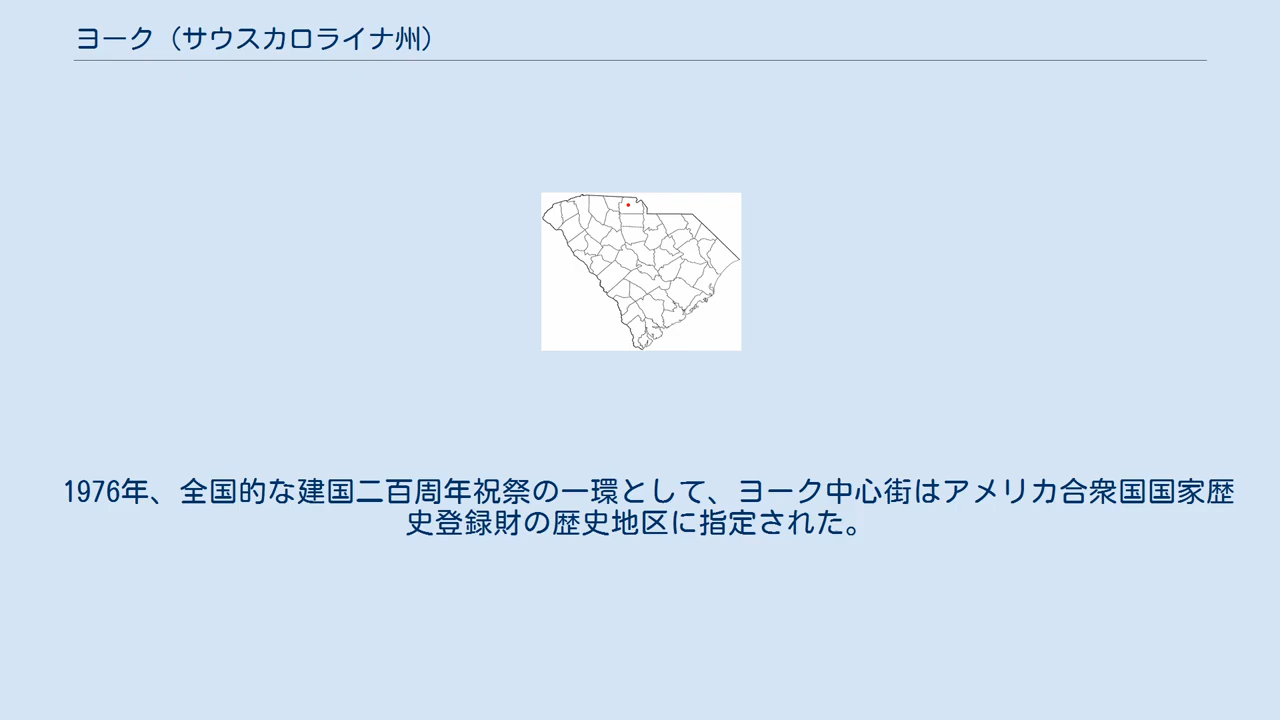 ヨーク（サウスカロライナ州）
1976年、全国的な建国二百周年祝祭の一環として、ヨーク中心街はアメリカ合衆国国家歴
史登録財の歴史地区に指定された。